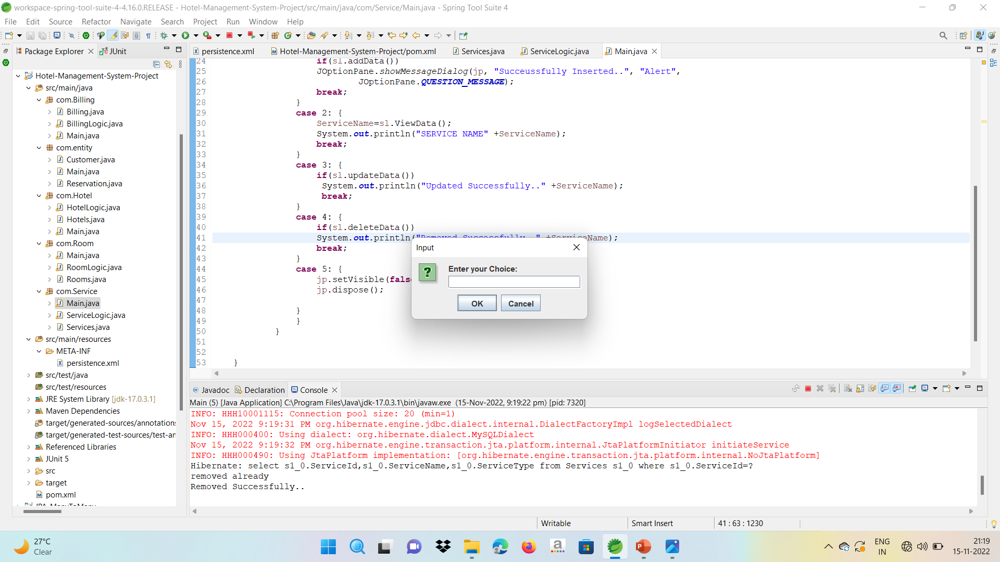 workspace-spring-tool-suite-4-4.16.0.RELEASE - Hotel-Management-System-Project/src/main/java/com/Service/Main.java - Spring Tool Suite 4
File Edit Source Refactor Navigate Search Project Run Window Help
Package Explorer
JUnit
Hotel-Management-System-Project
src/main/java
com.Billing
Billing.java
BillingLogic.java
Main.java
com.entity
Customer.java
Main.java
Reservation.java
com.Hotel
HotelLogic.java
Hotels.java
Main.java
com.Room
Main.java
RoomLogic.java
Rooms.java
com.Service
Main.java
ServiceLogic.java
Services.java
src/main/resources
META-INF
persistence.xml
src/test/java
src/test/resources
JRE System Library [jdk-17.0.3.1]
Maven Dependencies
target/generated-sources/annotations
target/generated-test-sources/test-an
Referenced Libraries
JUnit 5
src
target
pom.xml
persistence.xml Hotel-Management-System-Project/pom.xml Services.java ServiceLogic.java Main.java
24 if(sl.addData())
25 JOptionPane.showMessageDialog(jp, "Succeussfully Inserted..", "Alert",
26 JOptionPane.QUESTION_MESSAGE);
27 break;
28 }
29 case 2: {
30 ServiceName=sl.ViewData();
31 System.out.println("SERVICE NAME" +ServiceName);
32 break;
33 }
34 case 3: {
35 if(sl.updateData())
36 System.out.println("Updated Successfully.." +ServiceName);
37 break;
38 }
39 case 4: {
40 if(sl.deleteData())
41 System.out.println("Removed Successfully.." +ServiceName);
42 break;
43 }
44 case 5: {
45 jp.setVisible(fals
46 jp.dispose();
47
48 }
49 }
50 }
51
52
53 }
Input
Enter your Choice:
OK Cancel
Javadoc Declaration Console
Main (5) [Java Application] C:\Program Files\Java\jdk-17.0.3.1\bin\javaw.exe (15-Nov-2022, 9:19:22 pm) [pid: 7320]
INFO: HHH10001115: Connection pool size: 20 (min=1)
Nov 15, 2022 9:19:31 PM org.hibernate.engine.jdbc.dialect.internal.DialectFactoryImpl logSelectedDialect
INFO: HHH000400: Using dialect: org.hibernate.dialect.MySQLDialect
Nov 15, 2022 9:19:32 PM org.hibernate.engine.transaction.jta.platform.internal.JtaPlatformInitiator initiateService
INFO: HHH000490: Using JtaPlatform implementation: [org.hibernate.engine.transaction.jta.platform.internal.NoJtaPlatform]
Hibernate: select s1_0.ServiceId,s1_0.ServiceName,s1_0.ServiceType from Services s1_0 where s1_0.ServiceId=?
removed already
Removed Successfully..
Writable Smart Insert 41 : 63 : 1230
27°C
Clear
ENG
IN
21:19
15-11-2022